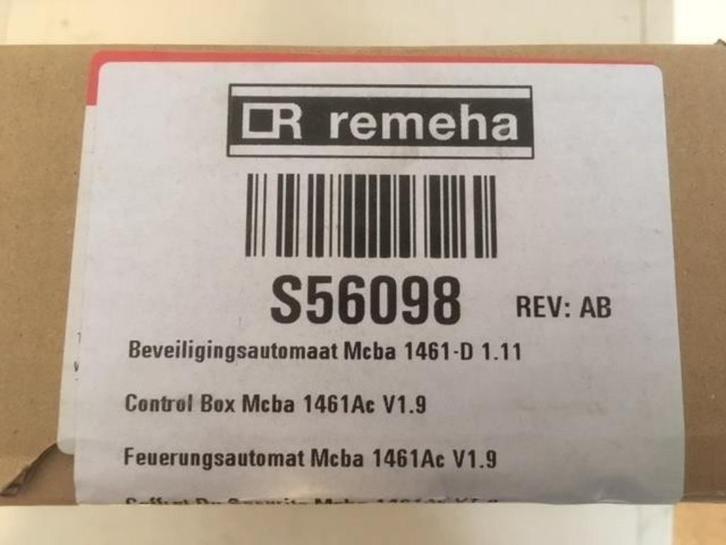 remeha
S56098 REV: AB
Beveiligingsautomaat Mcba 1461-D 1.11
Control Box Mcba 1461Ac V1.9
Feuerungsautomat Mcba 1461Ac V1.9